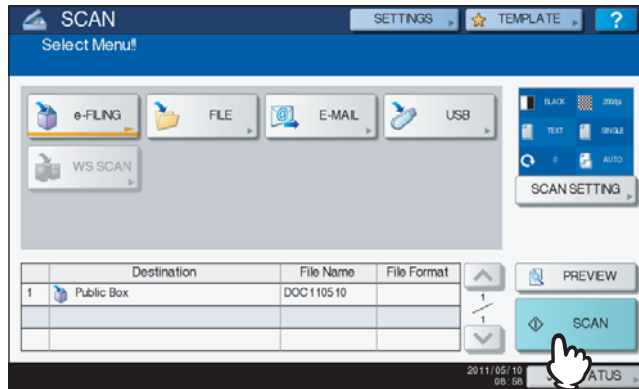 SCAN SETTINGS TEMPLATE ?
Select Menu!!
e-FILING FILE E-MAIL USB
BLACK 200dpi
TEXT SINGLE
0 AUTO
WS SCAN
SCAN SETTING
Destination File Name File Format
1 Public Box DOC110510
PREVIEW
1
1
SCAN
2011/05/10
08:58
ATUS